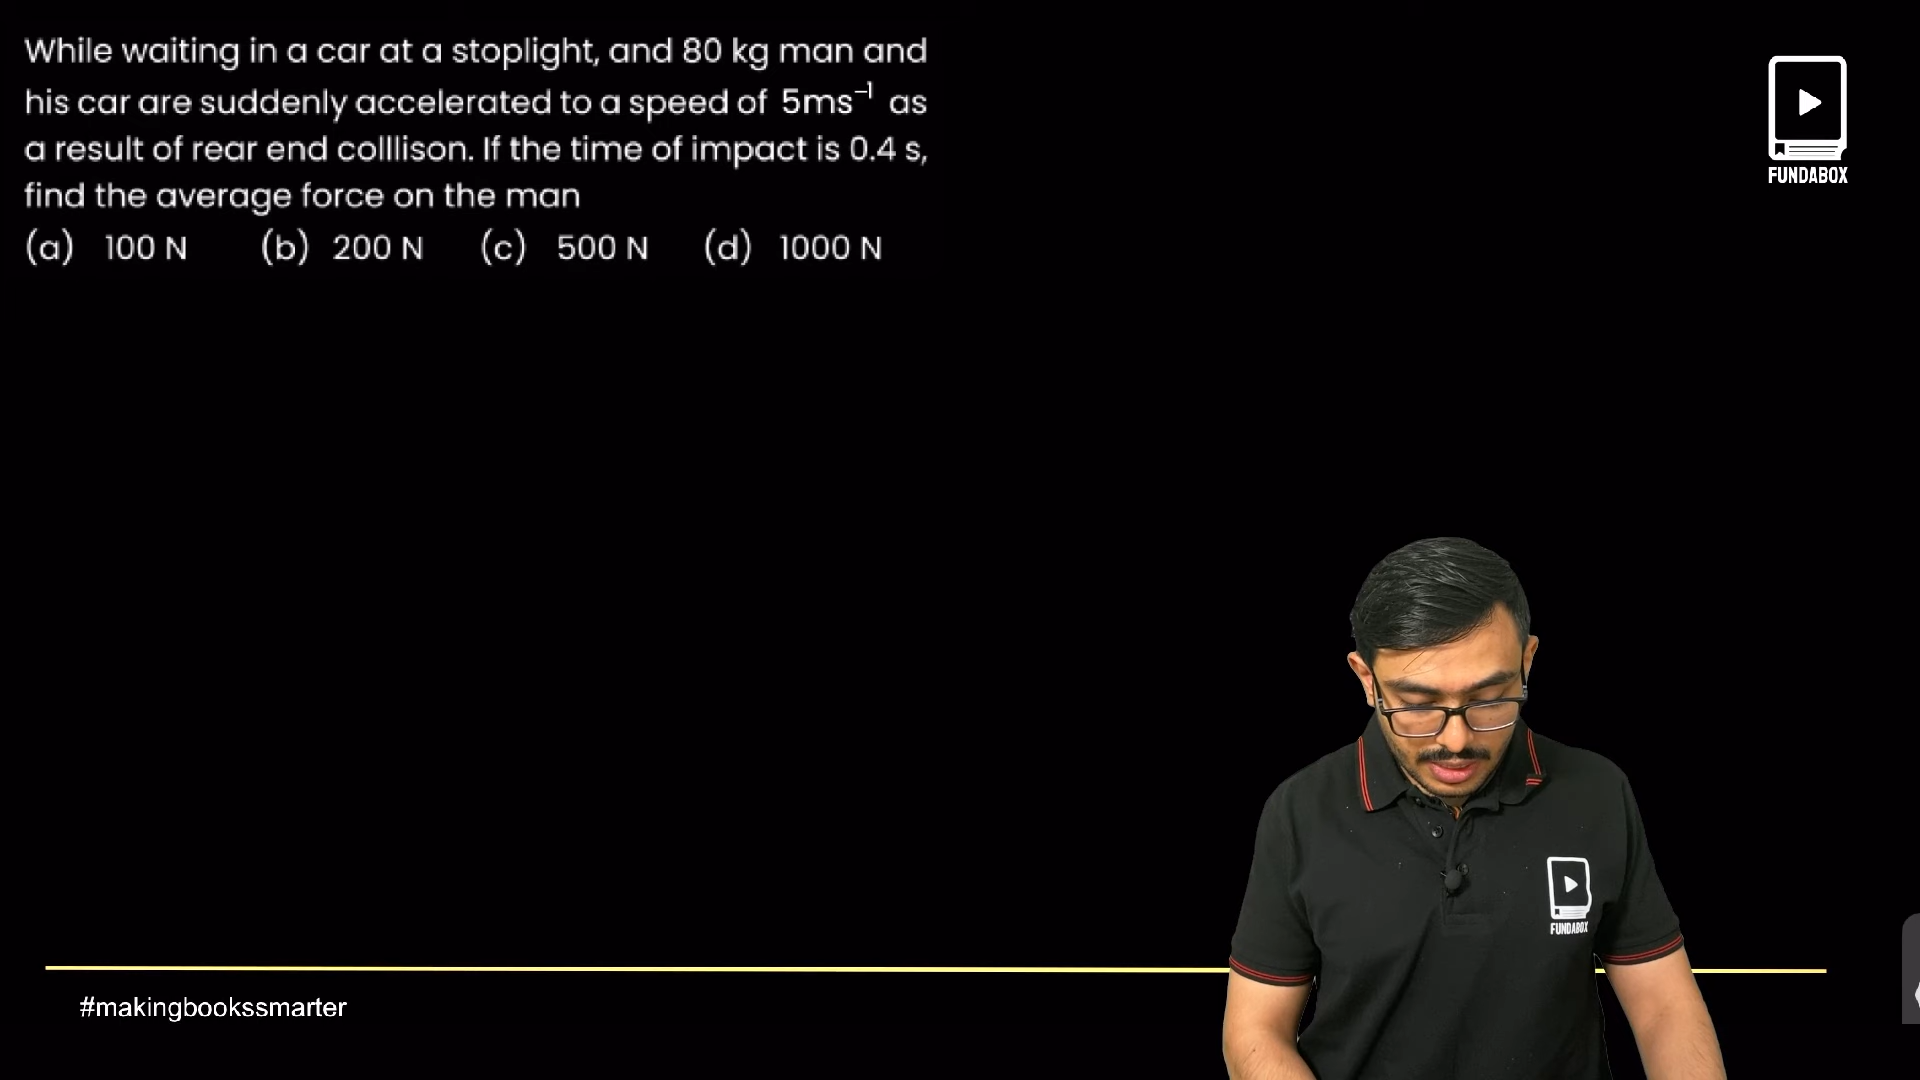 While waiting in a car at a stoplight, and 80 kg man and
his car are suddenly accelerated to a speed of 5ms⁻¹ as
a result of rear end colllison. If the time of impact is 0.4 s,
find the average force on the man
(a) 100 N (b) 200 N (c) 500 N (d) 1000 N
FUNDABOX
FUNDABOX
#makingbookssmarter